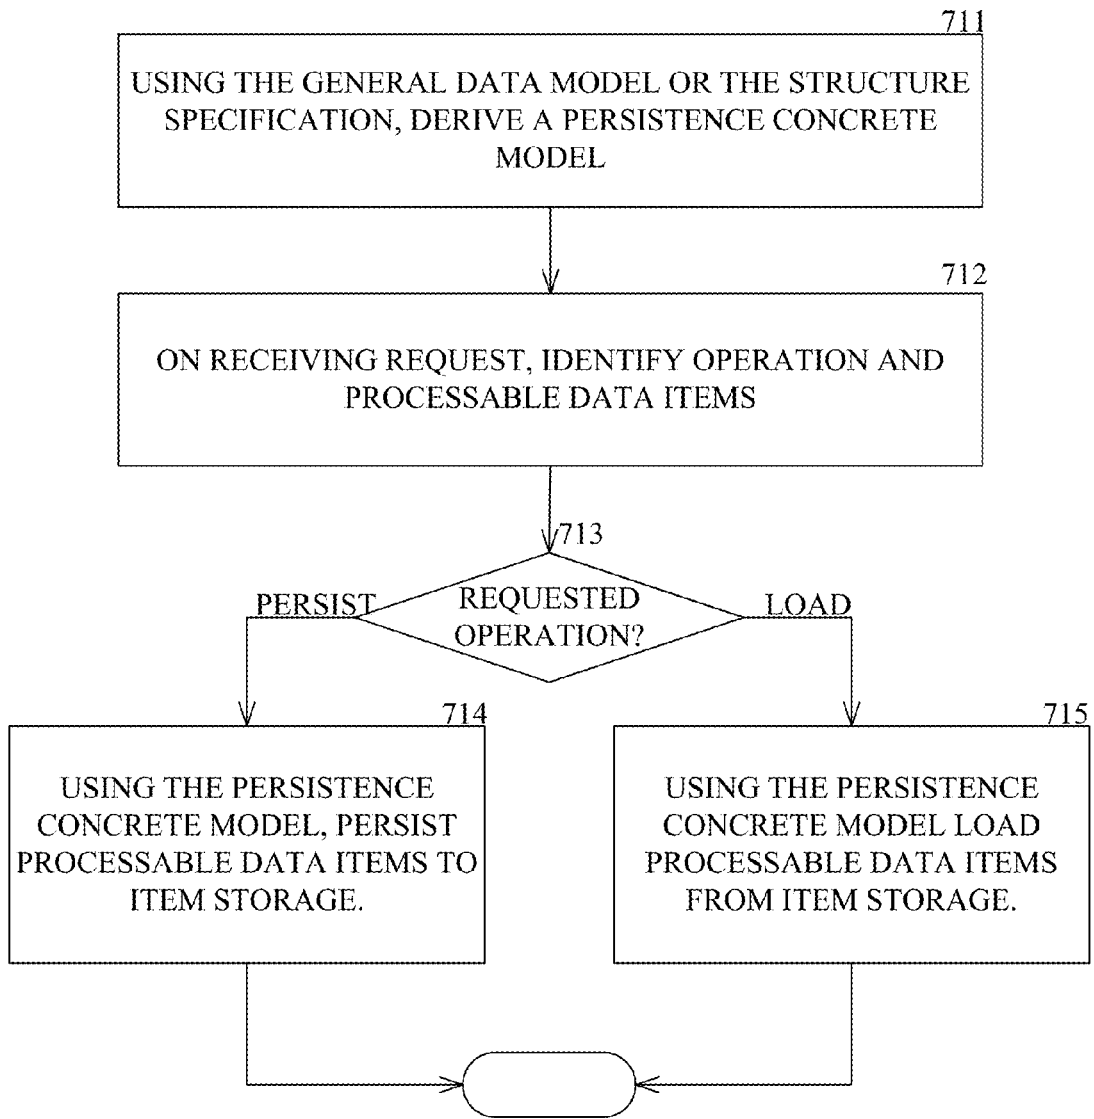 711
USING THE GENERAL DATA MODEL OR THE STRUCTURE
SPECIFICATION, DERIVE A PERSISTENCE CONCRETE
MODEL
712
ON RECEIVING REQUEST, IDENTIFY OPERATION AND
PROCESSABLE DATA ITEMS
713
PERSIST
REQUESTED
OPERATION?
LOAD
714
USING THE PERSISTENCE
CONCRETE MODEL, PERSIST
PROCESSABLE DATA ITEMS TO
ITEM STORAGE.
715
USING THE PERSISTENCE
CONCRETE MODEL LOAD
PROCESSABLE DATA ITEMS
FROM ITEM STORAGE.